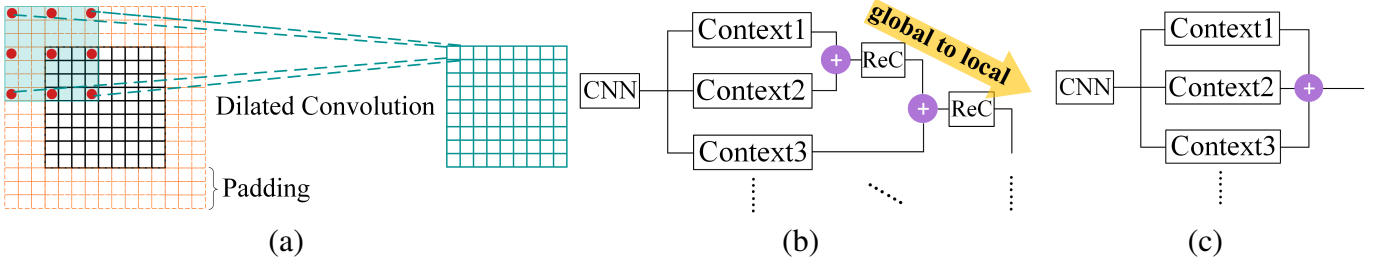 Dilated Convolution
Padding
(a)
CNN
Context1
Context2
Context3
+
ReC
+
ReC
global to local
(b)
CNN
Context1
Context2
Context3
+
(c)